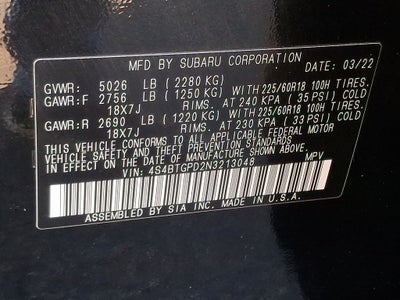 MFD BY SUBARU CORPORATION DATE: 03/22
GVWR: 5026 LB (2280 KG)
GAWR:F 2756 LB (1250 KG) WITH 225/60R18 100H TIRES.
18X7J RIMS. AT 240 KPA (35 PSI) COLD
GAWR:R 2690 LB (1220 KG) WITH 225/60R18 100H TIRES.
18X7J RIMS. AT 230 KPA (33 PSI) COLD
THIS VEHICLE CONFORMS TO ALL APPLICABLE FEDERAL MOTOR
VEHICLE SAFETY AND THEFT PREVENTION STANDARDS
IN EFFECT ON THE DATE OF MANUFACTURE SHOWN ABOVE.
VIN: 4S4BTGPD2N3213048 MPV
ASSEMBLED BY SIA INC. MADE IN U.S.A.